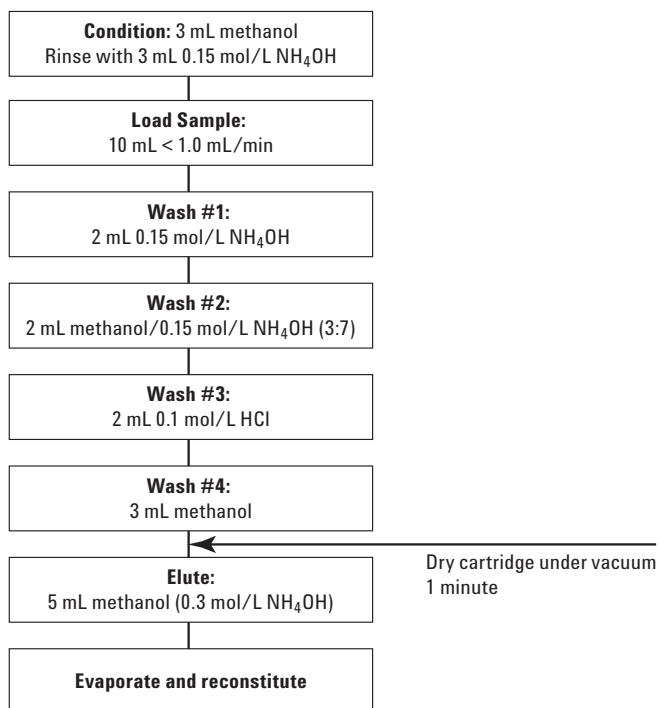 Condition: 3 mL methanol
Rinse with 3 mL 0.15 mol/L NH₄OH
Load Sample:
10 mL < 1.0 mL/min
Wash #1:
2 mL 0.15 mol/L NH₄OH
Wash #2:
2 mL methanol/0.15 mol/L NH₄OH (3:7)
Wash #3:
2 mL 0.1 mol/L HCl
Wash #4:
3 mL methanol
Dry cartridge under vacuum
1 minute
Elute:
5 mL methanol (0.3 mol/L NH₄OH)
Evaporate and reconstitute